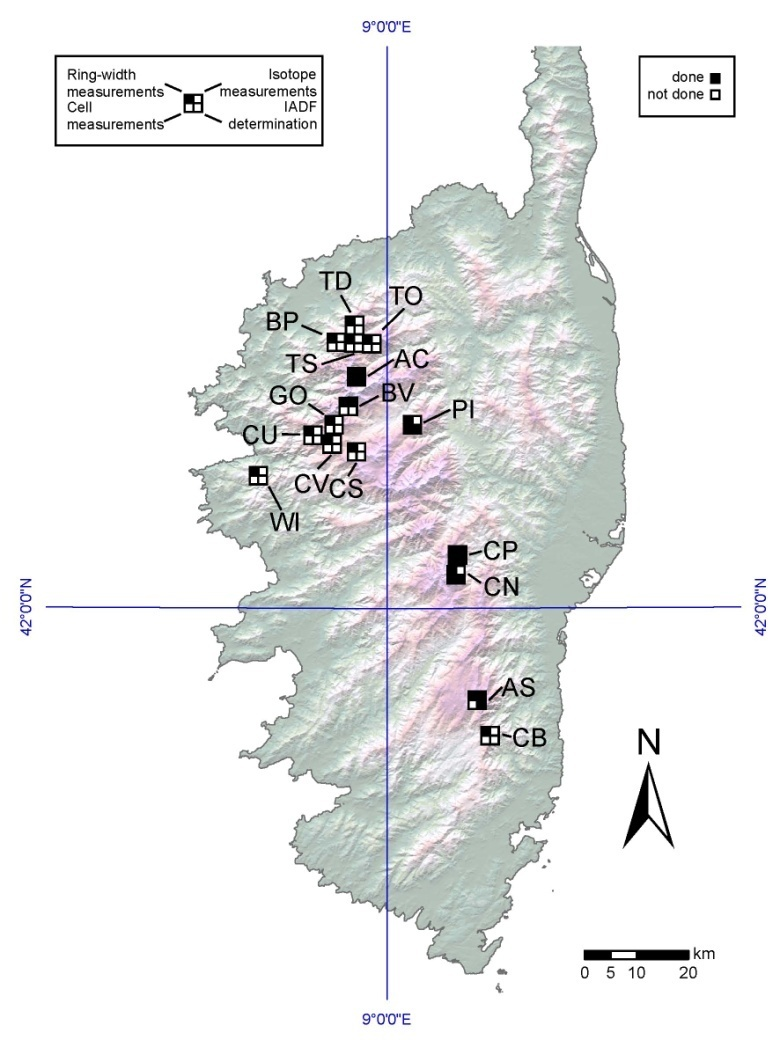 9°0'0"E
Ring-width
measurements
Isotope
measurements
Cell
measurements
IADF
determination
done
not done
TD
TO
BP
TS
AC
GO
BV
PI
CU
CV
CS
WI
CP
CN
42°0'0"N
42°0'0"N
AS
CB
N
km
0 5 10 20
9°0'0"E